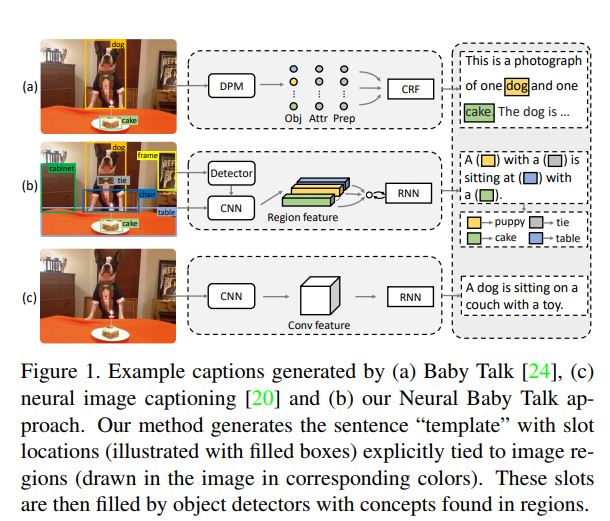 (a)
dog
cake
DPM
Obj Attr Prep
CRF
This is a photograph
of one dog and one
cake. The dog is ...
(b)
dog
frame
cabinet
tie
chair
table
cake
Detector
CNN
Region feature
RNN
A ( ) with a ( ) is
sitting at ( ) with
a ( ).
puppy tie
cake table
(c)
CNN
Conv feature
RNN
A dog is sitting on a
couch with a toy.
Figure 1. Example captions generated by (a) Baby Talk [24], (c)
neural image captioning [20] and (b) our Neural Baby Talk ap-
proach. Our method generates the sentence “template” with slot
locations (illustrated with filled boxes) explicitly tied to image re-
gions (drawn in the image in corresponding colors). These slots
are then filled by object detectors with concepts found in regions.